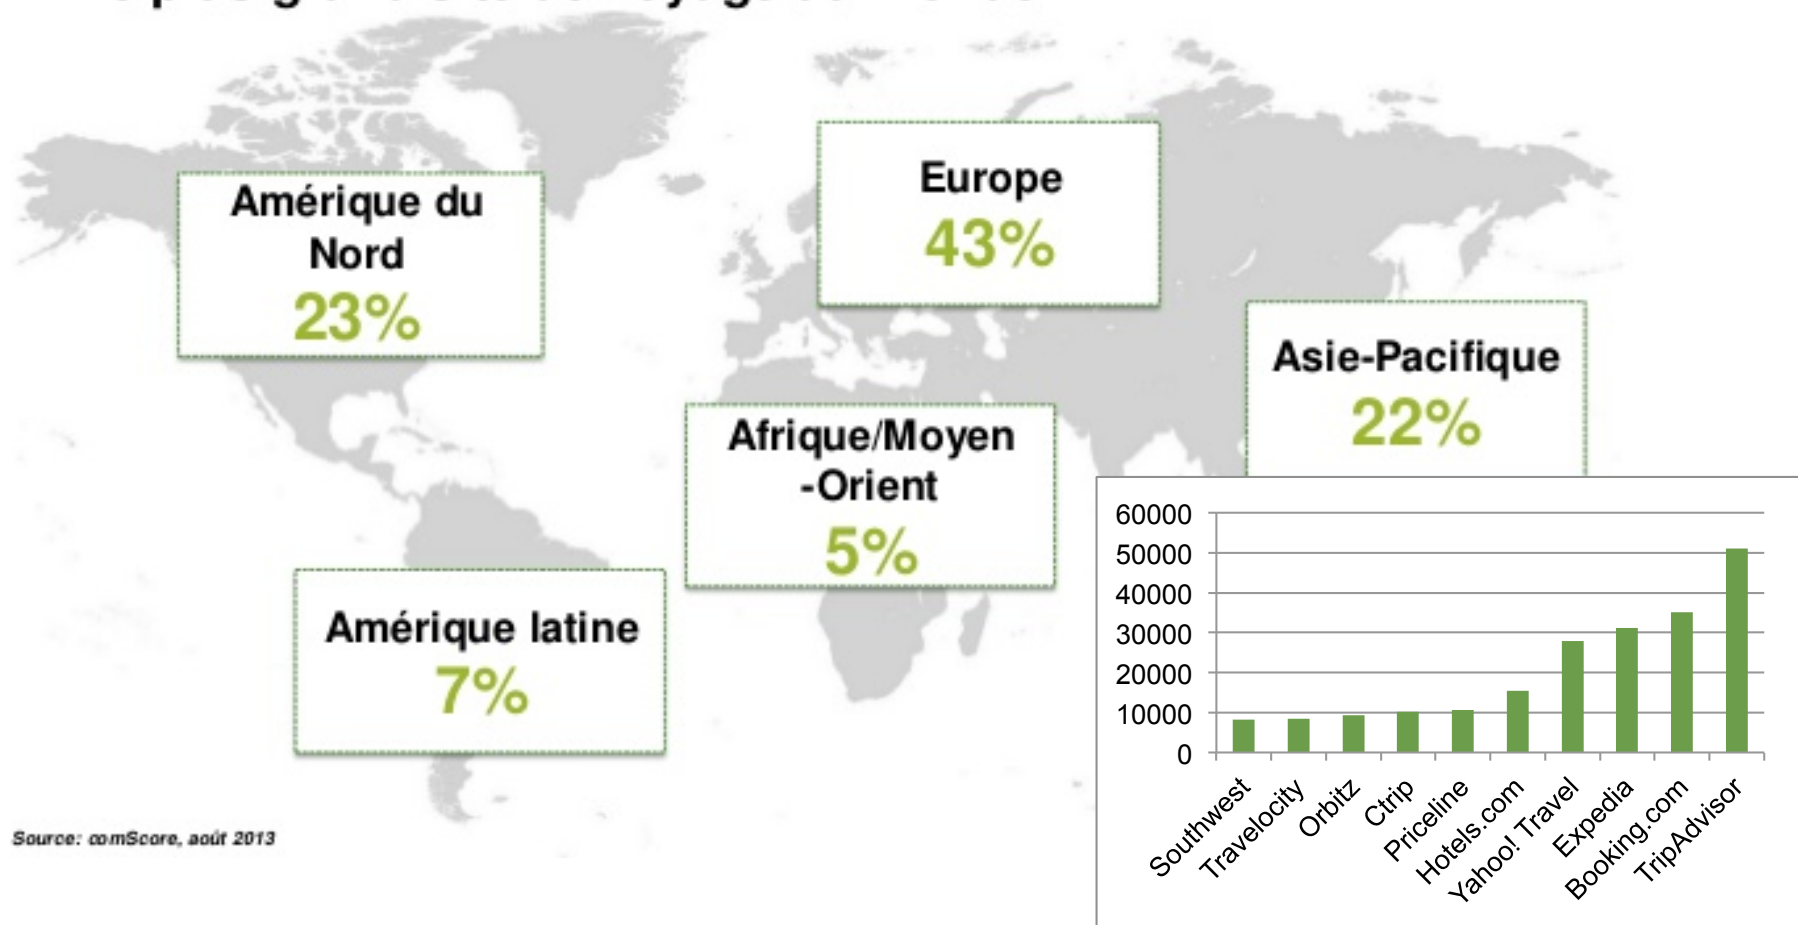 Amérique du
Nord
23%
Europe
43%
Asie-Pacifique
22%
Afrique/Moyen
-Orient
5%
Amérique latine
7%
60000
50000
40000
30000
20000
10000
0
Southwest
Travelocity
Orbitz
Ctrip
Priceline
Hotels.com
Yahoo! Travel
Expedia
Booking.com
TripAdvisor
Source: comScore, août 2013